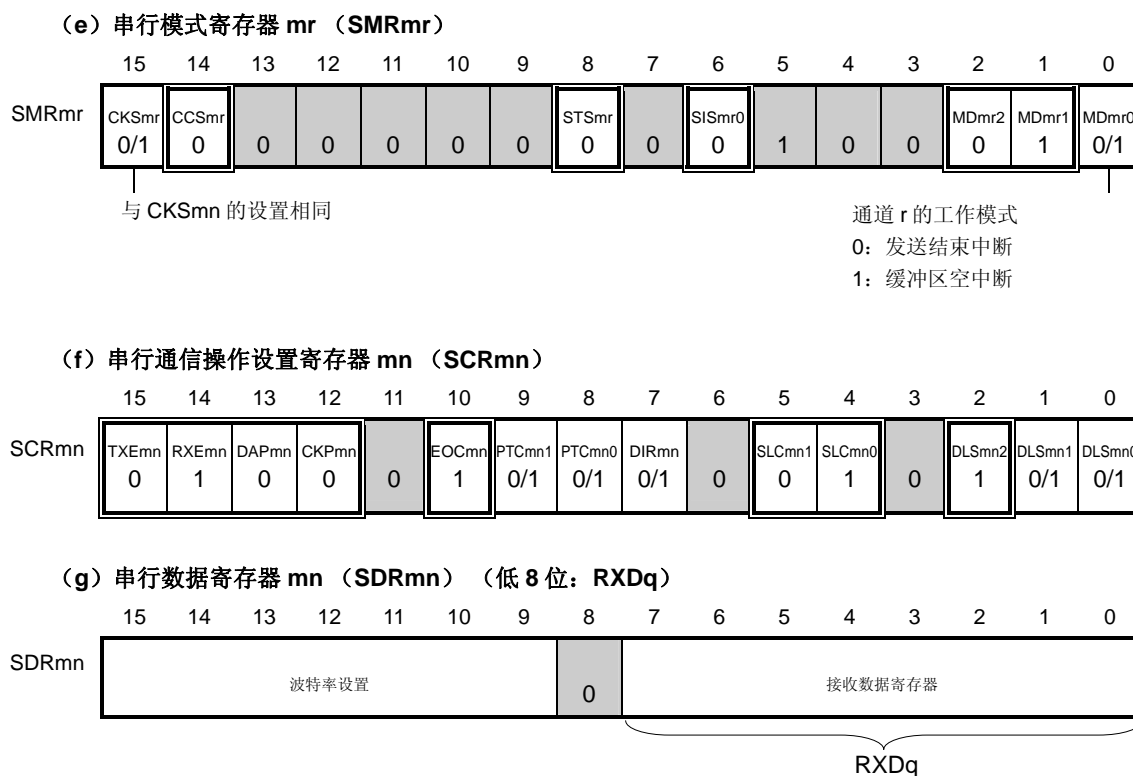 （e）串行模式寄存器 mr （SMRmr）
15 14 13 12 11 10 9 8 7 6 5 4 3 2 1 0
SMRmr CKSmr CCSmr STSmr SISmr0 MDmr2 MDmr1 MDmr0
0/1 0 0 0 0 0 0 0 0 0 1 0 0 0 1 0/1
与 CKSmn 的设置相同
通道 r 的工作模式
0：发送结束中断
1：缓冲区空中断
（f）串行通信操作设置寄存器 mn （SCRmn）
15 14 13 12 11 10 9 8 7 6 5 4 3 2 1 0
SCRmn TXEmn RXEmn DAPmn CKPmn EOCmn PTCmn1 PTCmn0 DIRmn SLCmn1 SLCmn0 DLSmn2 DLSmn1 DLSmn0
0 1 0 0 0 1 0/1 0/1 0/1 0 0 1 0 1 0/1 0/1
（g）串行数据寄存器 mn （SDRmn） （低 8 位：RXDq）
15 14 13 12 11 10 9 8 7 6 5 4 3 2 1 0
SDRmn 波特率设置 0 接收数据寄存器
RXDq